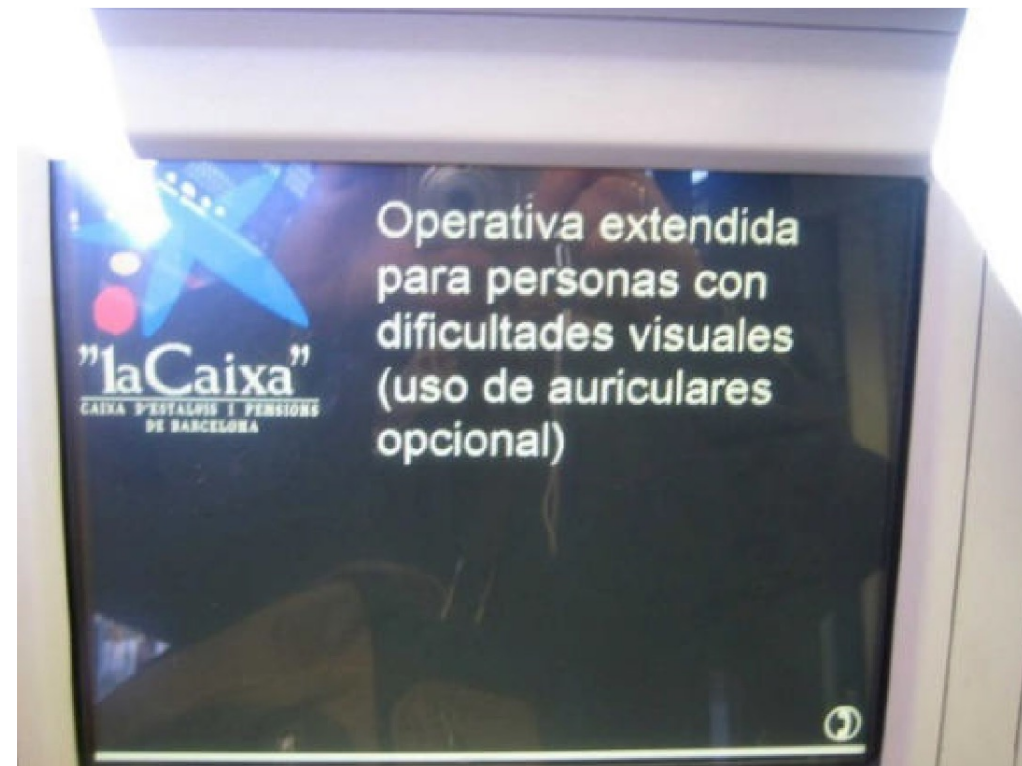 Operativa extendida
para personas con
dificultades visuales
(uso de auriculares
opcional)
"laCaixa"
CAIXA D'ESTALVIS I PENSIONS
DE BARCELONA